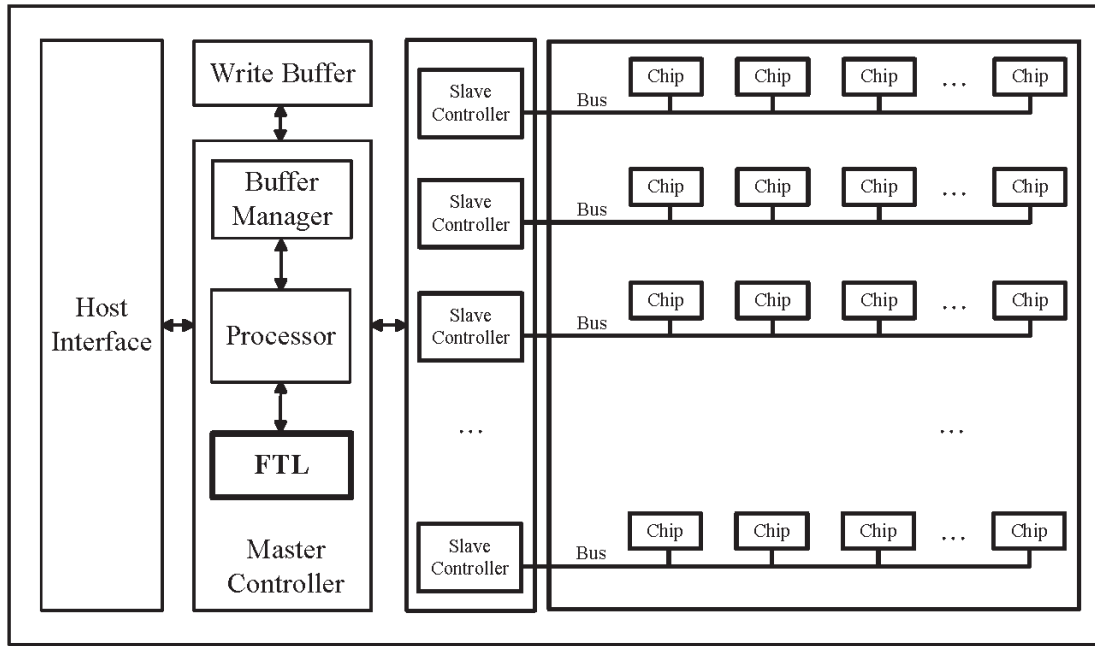 Host
Interface
Write Buffer
Buffer
Manager
Processor
FTL
Master
Controller
Slave
Controller
Bus
Chip
Chip
Chip
...
Chip
Slave
Controller
Bus
Chip
Chip
Chip
...
Chip
Slave
Controller
Bus
Chip
Chip
Chip
...
Chip
...
...
Slave
Controller
Bus
Chip
Chip
Chip
...
Chip